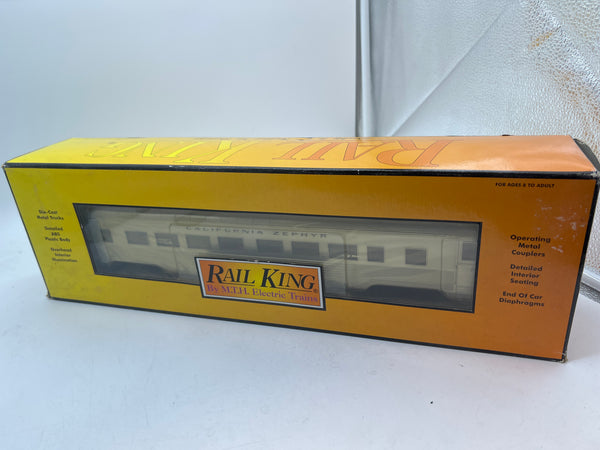 RAIL KING
FOR AGES 8 TO ADULT
Die-Cast
Metal Trucks
Detailed
ABS
Plastic Body
Overhead
Interior
Illumination
CALIFORNIA ZEPHYR
RAIL KING
By M.T.H. Electric Trains
Operating
Metal
Couplers
Detailed
Interior
Seating
End Of Car
Diaphragms